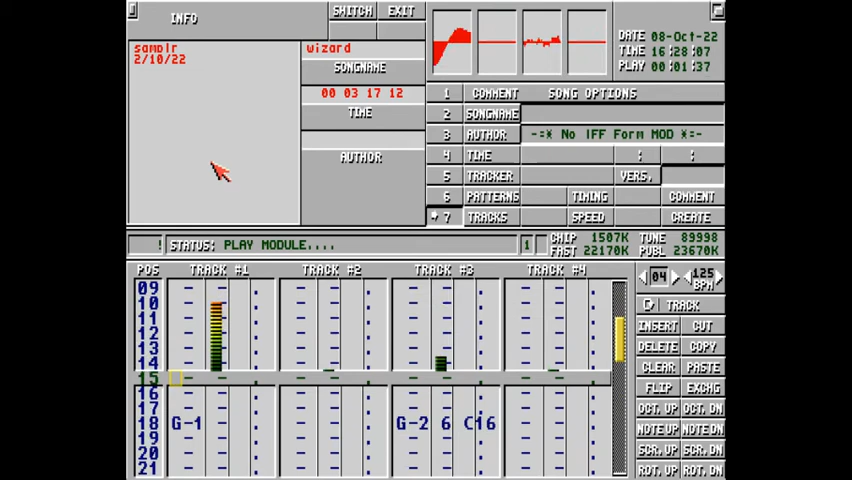 INFO
SWITCH EXIT
samplr
2/10/22
wizard
SONGNAME
00 03 17 12
TIME
AUTHOR
DATE 08-Oct-22
TIME 16:28:07
PLAY 00:01:37
1 COMMENT SONG OPTIONS
2 SONGNAME
3 AUTHOR -=* No IFF Form MOD *=-
4 TIME : :
5 TRACKER VERS.
6 PATTERNS TIMING COMMENT
7 TRACKS SPEED CREATE
! STATUS: PLAY MODULE.... 1
CHIP 1507K TUNE 89998
FAST 22170K PUBL 23670K
POS TRACK #1 TRACK #2 TRACK #3 TRACK #4
04 125 BPM
TRACK
INSERT CUT
DELETE COPY
CLEAR PASTE
FLIP EXCHG
OCT. UP OCT. DN
NOTE UP NOTE DN
SCR. UP SCR. DN
ROT. UP ROT. DN
09
10
11
12
13
14
15
16
17
18 G-1 G-2 6 C16
19
20
21